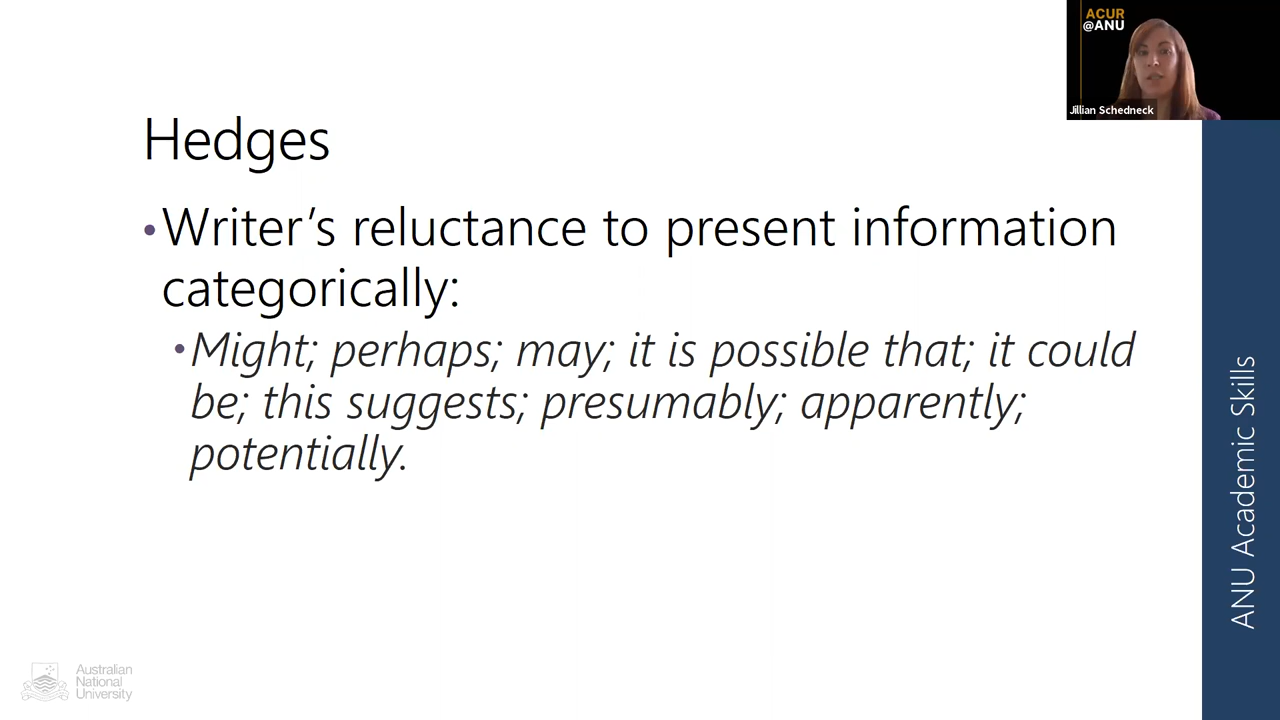 ACUR
@ANU
Jillian Schedneck
Hedges
•Writer's reluctance to present information
categorically:
•Might; perhaps; may; it is possible that; it could
be; this suggests; presumably; apparently;
potentially.
ANU Academic Skills
Australian
National
University